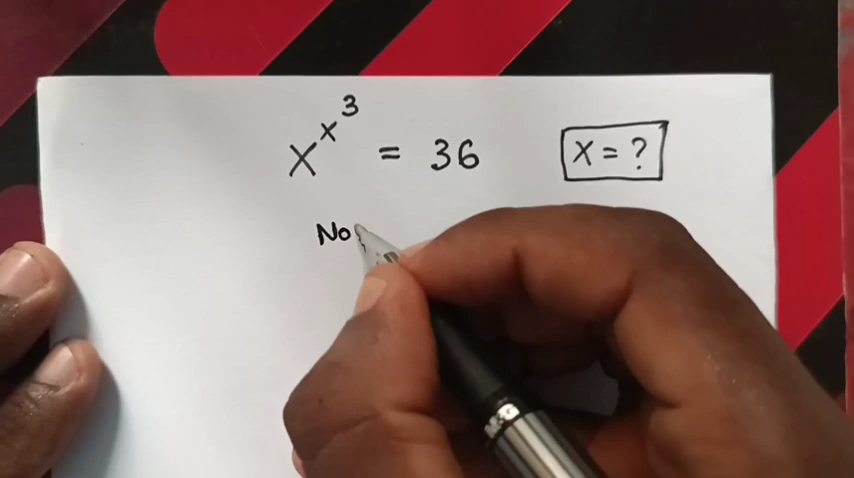 x^x^3 = 36 x = ?
No